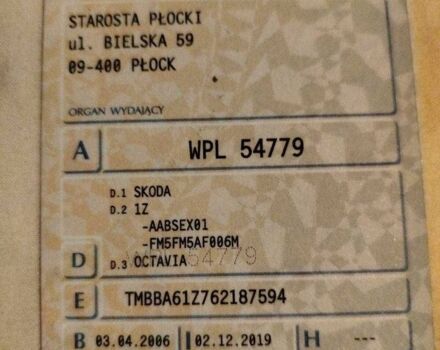 STAROSTA PŁOCKI
ul. BIELSKA 59
09-400 PŁOCK
ORGAN WYDAJĄCY
A WPL 54779
D.1 SKODA
D.2 1Z
-AABSEX01
-FM5FM5AF006M
D D.3 OCTAVIA 54779
E TMBBA61Z762187594
B 03.04.2006 I 02.12.2019 H ---